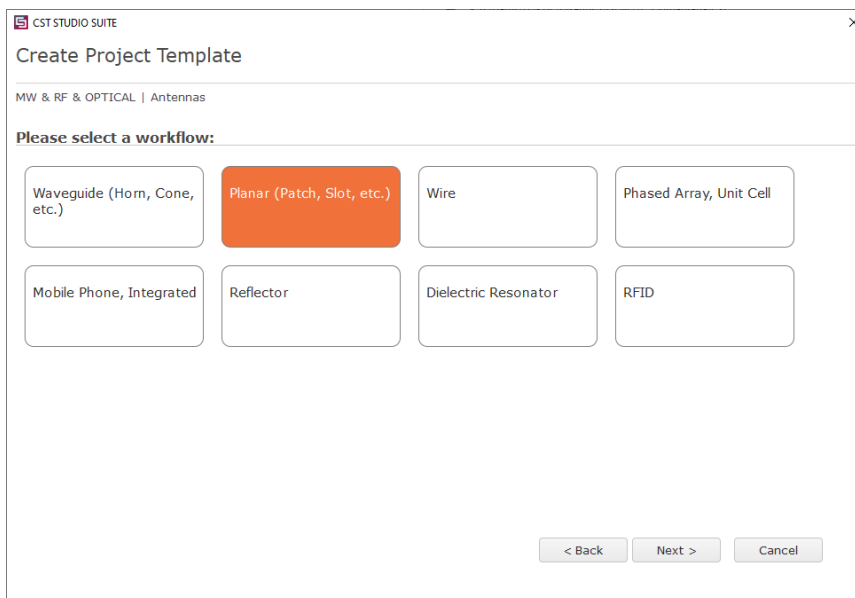 CST STUDIO SUITE
Create Project Template
MW & RF & OPTICAL | Antennas
Please select a workflow:
Waveguide (Horn, Cone,
etc.)
Planar (Patch, Slot, etc.)
Wire
Phased Array, Unit Cell
Mobile Phone, Integrated
Reflector
Dielectric Resonator
RFID
< Back
Next >
Cancel